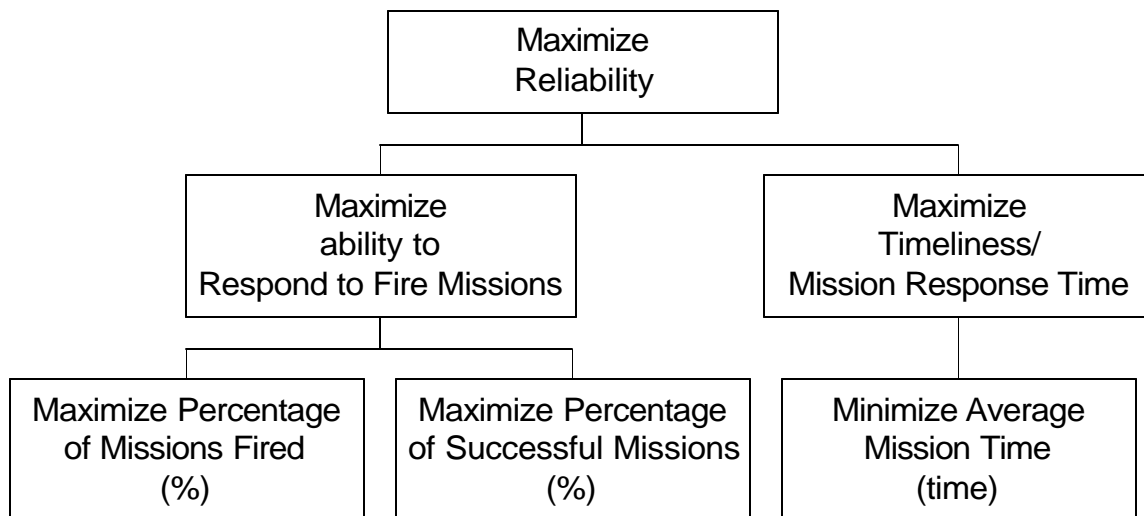 Maximize
Reliability
Maximize
ability to
Respond to Fire Missions
Maximize
Timeliness/
Mission Response Time
Maximize Percentage
of Missions Fired
(%)
Maximize Percentage
of Successful Missions
(%)
Minimize Average
Mission Time
(time)